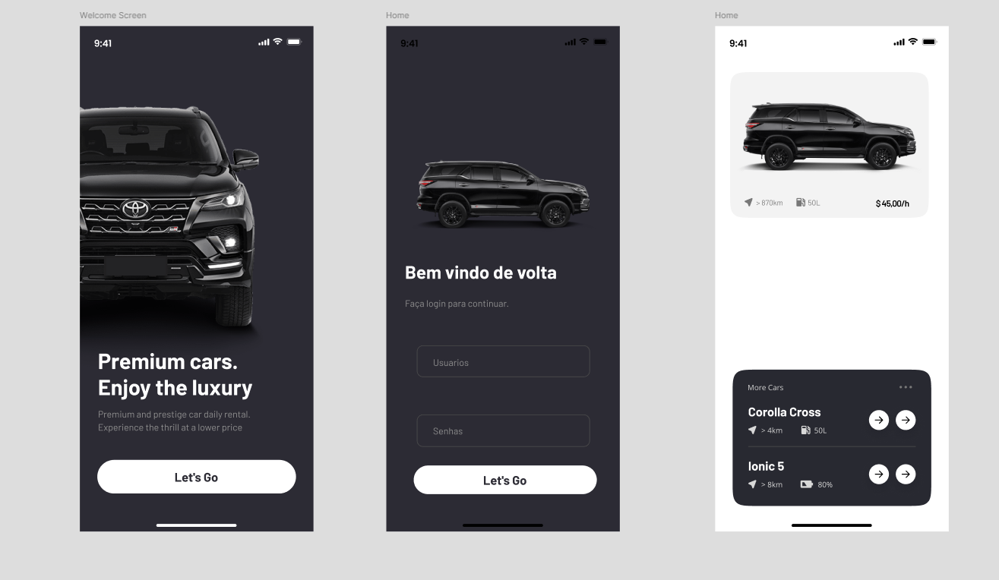 Welcome Screen
9:41
Premium cars.
Enjoy the luxury
Premium and prestige car daily rental.
Experience the thrill at a lower price
Let's Go
Home
9:41
Bem vindo de volta
Faça login para continuar.
Usuarios
Senhas
Let's Go
Home
9:41
> 870km 50L $ 45,00/h
More Cars
Corolla Cross
> 4km 50L
Ionic 5
> 8km 80%